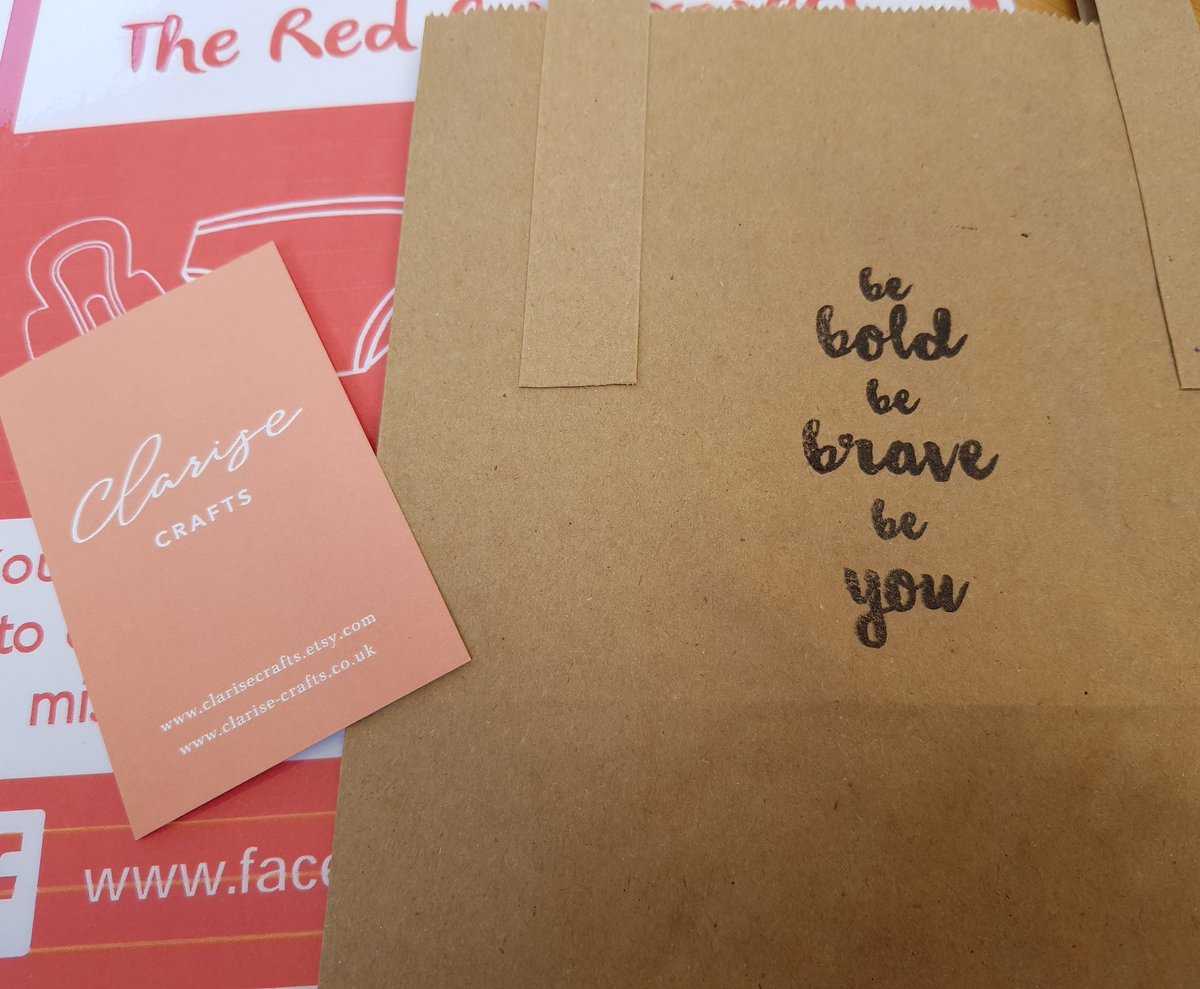 The Red
Clarise
CRAFTS
www.clarisecrafts.etsy.com
www.clarise-crafts.co.uk
be
bold
be
brave
be
you
to
www.face